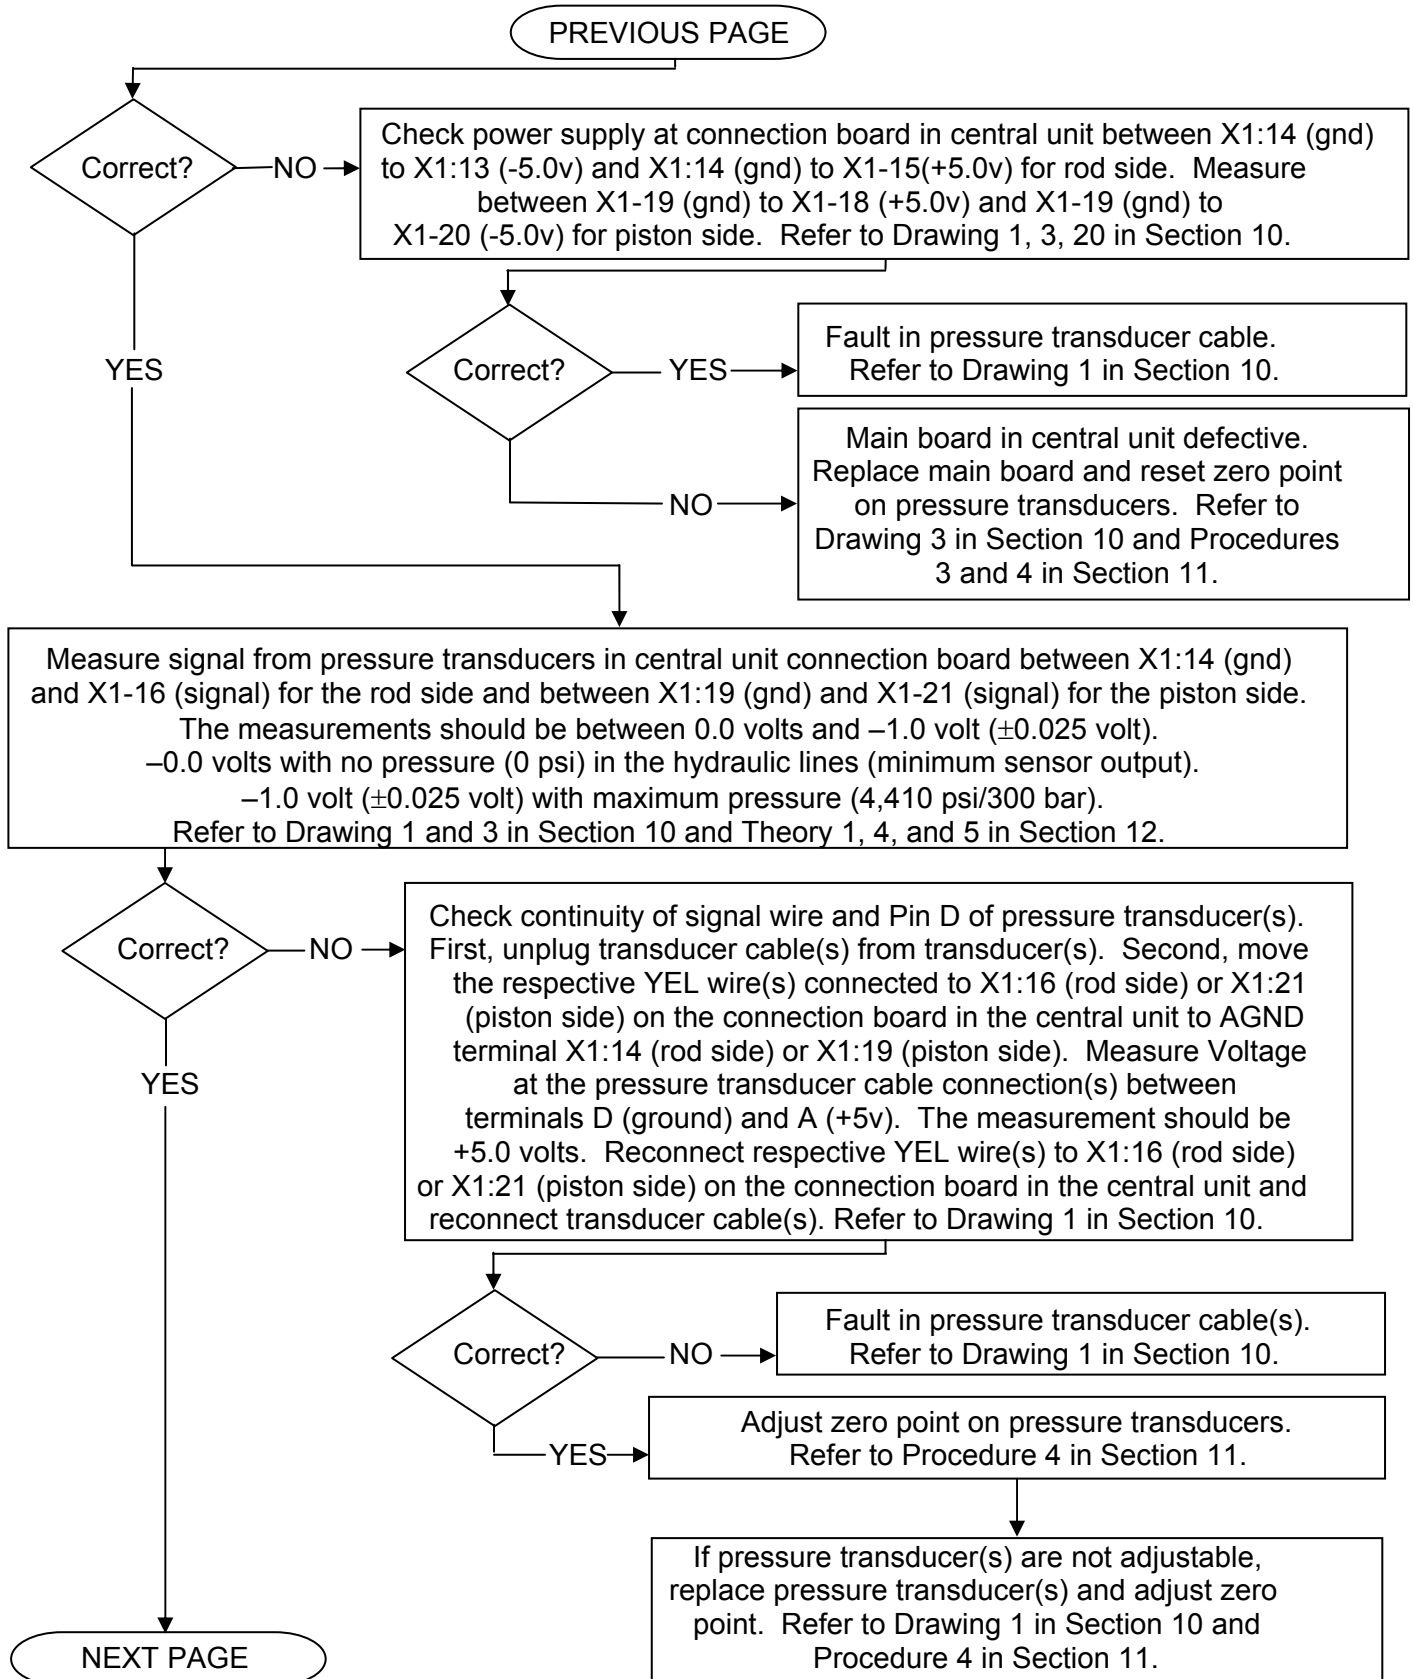 PREVIOUS PAGE
Correct?
NO
Check power supply at connection board in central unit between X1:14 (gnd)
to X1:13 (-5.0v) and X1:14 (gnd) to X1-15(+5.0v) for rod side.  Measure
between X1-19 (gnd) to X1-18 (+5.0v) and X1-19 (gnd) to
X1-20 (-5.0v) for piston side.  Refer to Drawing 1, 3, 20 in Section 10.
YES
Correct?
YES
Fault in pressure transducer cable.
Refer to Drawing 1 in Section 10.
NO
Main board in central unit defective.
Replace main board and reset zero point
on pressure transducers.  Refer to
Drawing 3 in Section 10 and Procedures
3 and 4 in Section 11.
Measure signal from pressure transducers in central unit connection board between X1:14 (gnd)
and X1-16 (signal) for the rod side and between X1:19 (gnd) and X1-21 (signal) for the piston side.
The measurements should be between 0.0 volts and –1.0 volt (±0.025 volt).
–0.0 volts with no pressure (0 psi) in the hydraulic lines (minimum sensor output).
–1.0 volt (±0.025 volt) with maximum pressure (4,410 psi/300 bar).
Refer to Drawing 1 and 3 in Section 10 and Theory 1, 4, and 5 in Section 12.
Correct?
NO
Check continuity of signal wire and Pin D of pressure transducer(s).
First, unplug transducer cable(s) from transducer(s).  Second, move
the respective YEL wire(s) connected to X1:16 (rod side) or X1:21
(piston side) on the connection board in the central unit to AGND
terminal X1:14 (rod side) or X1:19 (piston side).  Measure Voltage
at the pressure transducer cable connection(s) between
terminals D (ground) and A (+5v).  The measurement should be
+5.0 volts.  Reconnect respective YEL wire(s) to X1:16 (rod side)
or X1:21 (piston side) on the connection board in the central unit and
reconnect transducer cable(s). Refer to Drawing 1 in Section 10.
YES
Correct?
NO
Fault in pressure transducer cable(s).
Refer to Drawing 1 in Section 10.
YES
Adjust zero point on pressure transducers.
Refer to Procedure 4 in Section 11.
If pressure transducer(s) are not adjustable,
replace pressure transducer(s) and adjust zero
point.  Refer to Drawing 1 in Section 10 and
Procedure 4 in Section 11.
NEXT PAGE